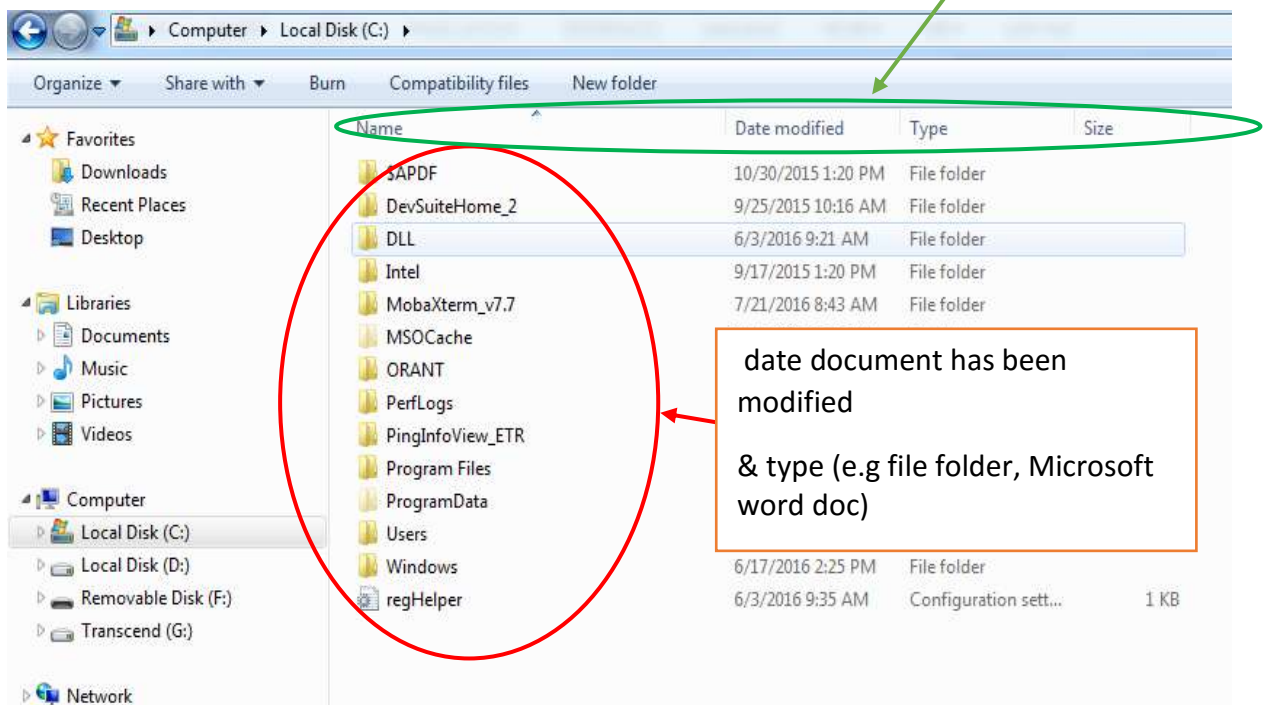 Computer Local Disk (C:)
Organize Share with Burn Compatibility files New folder
Favorites
Downloads
Recent Places
Desktop
Libraries
Documents
Music
Pictures
Videos
Computer
Local Disk (C:)
Local Disk (D:)
Removable Disk (F:)
Transcend (G:)
Network
Name Date modified Type Size
$APDF 10/30/2015 1:20 PM File folder
DevSuiteHome_2 9/25/2015 10:16 AM File folder
DLL 6/3/2016 9:21 AM File folder
Intel 9/17/2015 1:20 PM File folder
MobaXterm_v7.7 7/21/2016 8:43 AM File folder
MSOCache
ORANT
PerfLogs
PingInfoView_ETR
Program Files
ProgramData
Users
Windows 6/17/2016 2:25 PM File folder
regHelper 6/3/2016 9:35 AM Configuration sett... 1 KB
date document has been
modified
& type (e.g file folder, Microsoft
word doc)